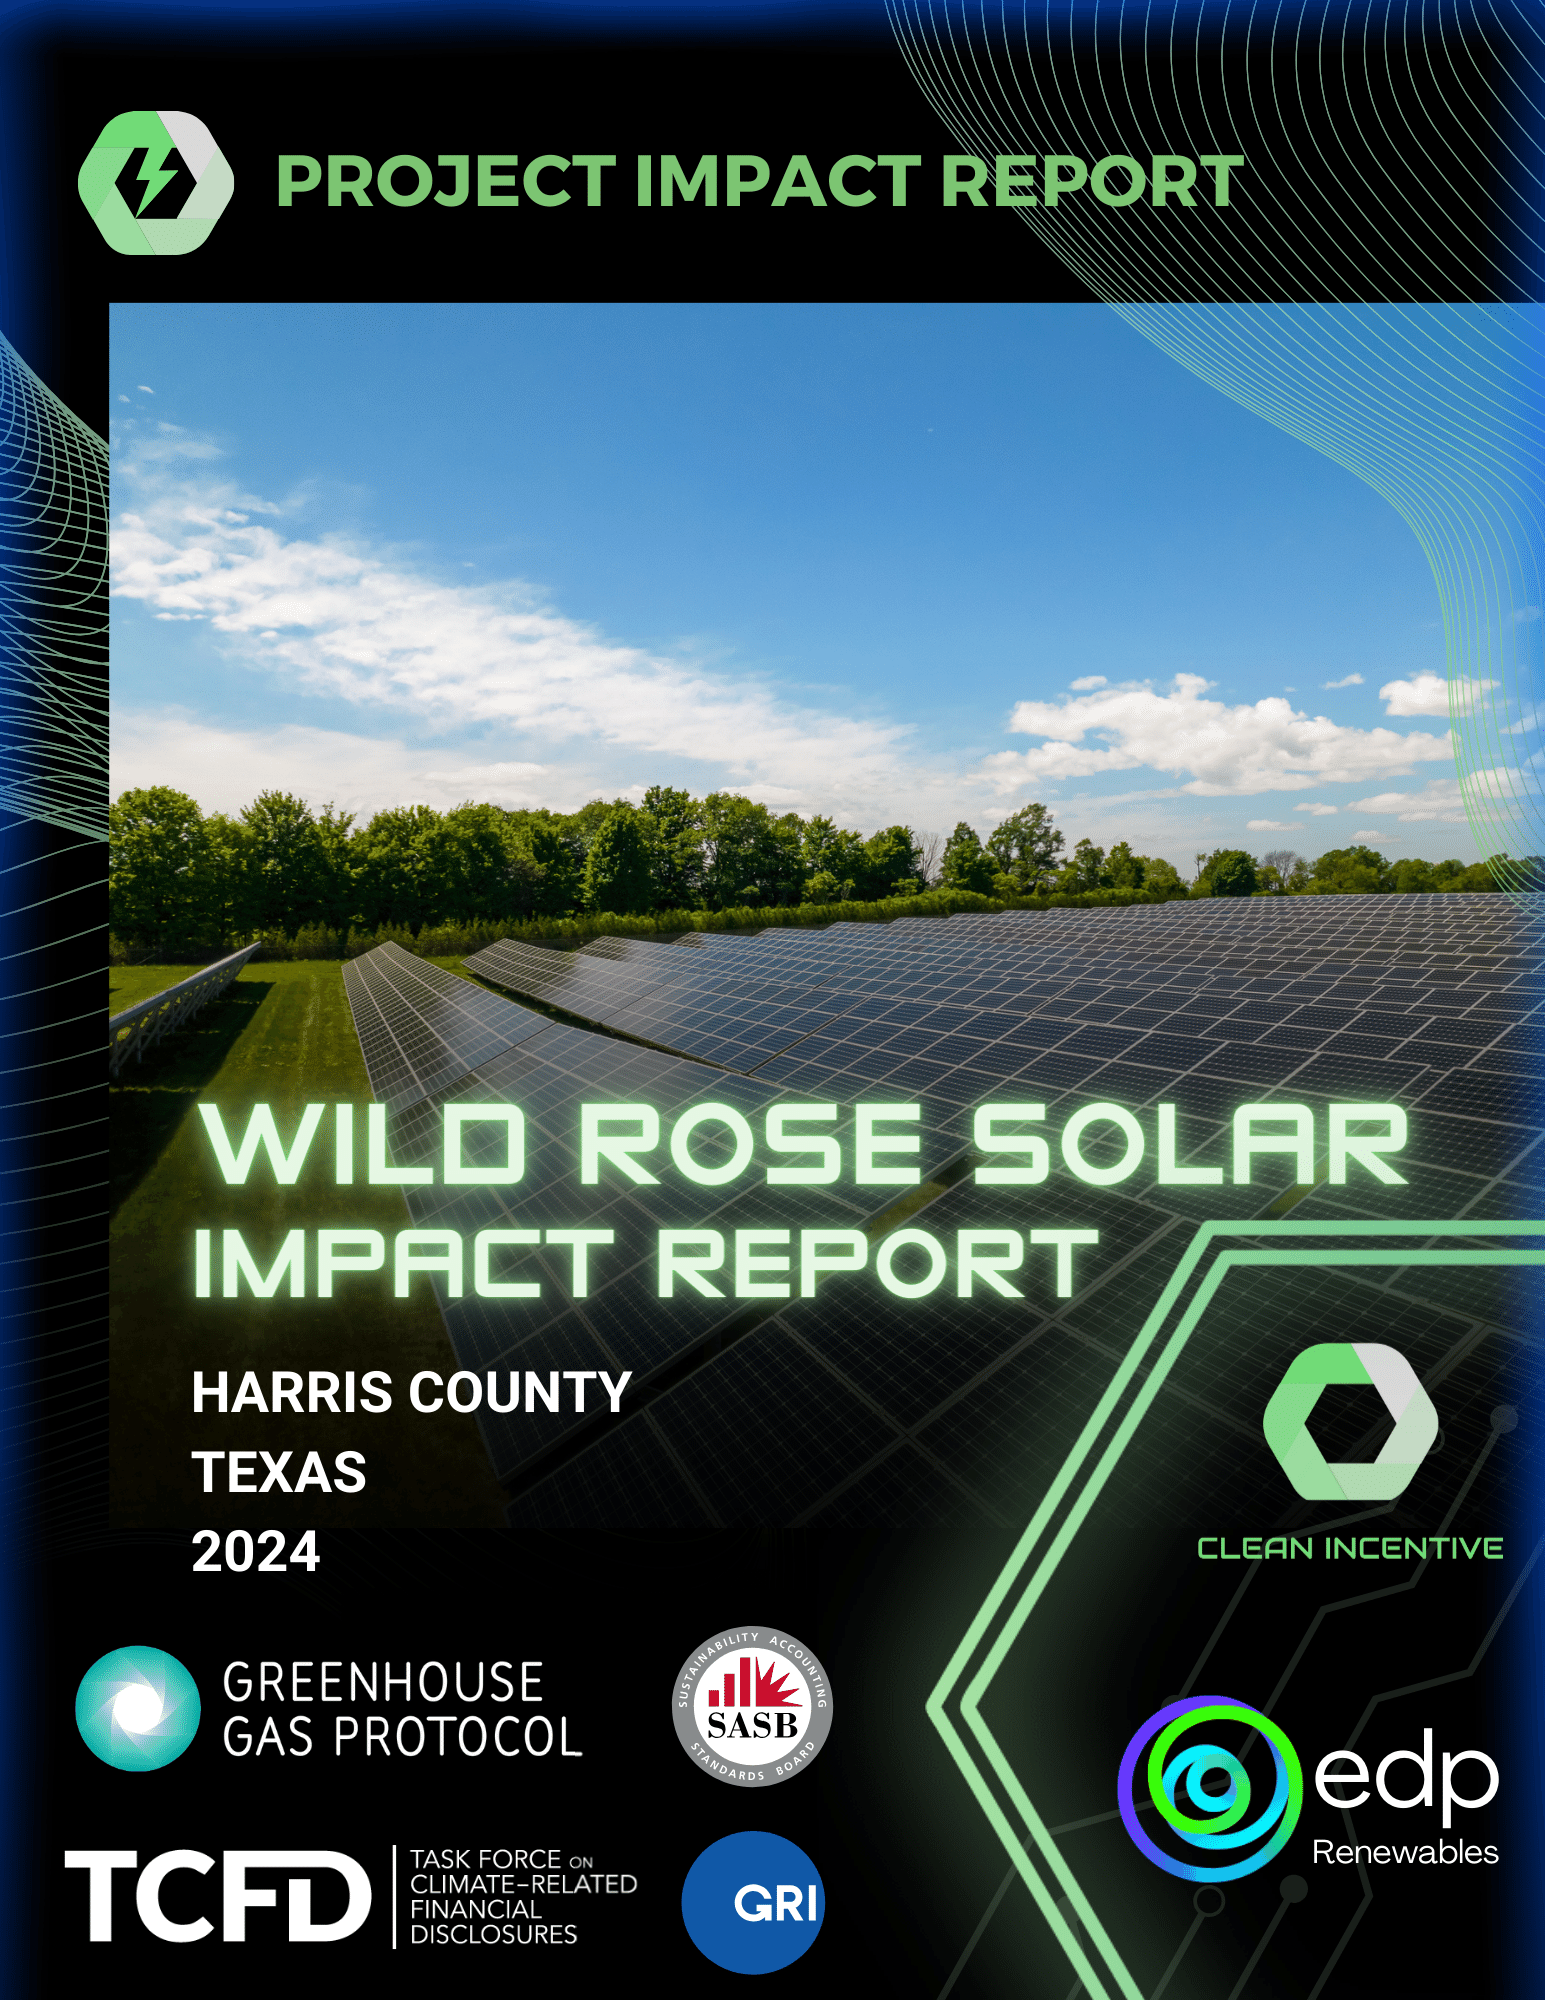 PROJECT IMPACT REPORT
WILD ROSE SOLAR
IMPACT REPORT
HARRIS COUNTY
TEXAS
2024
CLEAN INCENTIVE
GREENHOUSE
GAS PROTOCOL
SUSTAINABILITY ACCOUNTING
SASB
STANDARDS BOARD
edp
Renewables
TCFD
TASK FORCE ON
CLIMATE-RELATED
FINANCIAL
DISCLOSURES
GRI